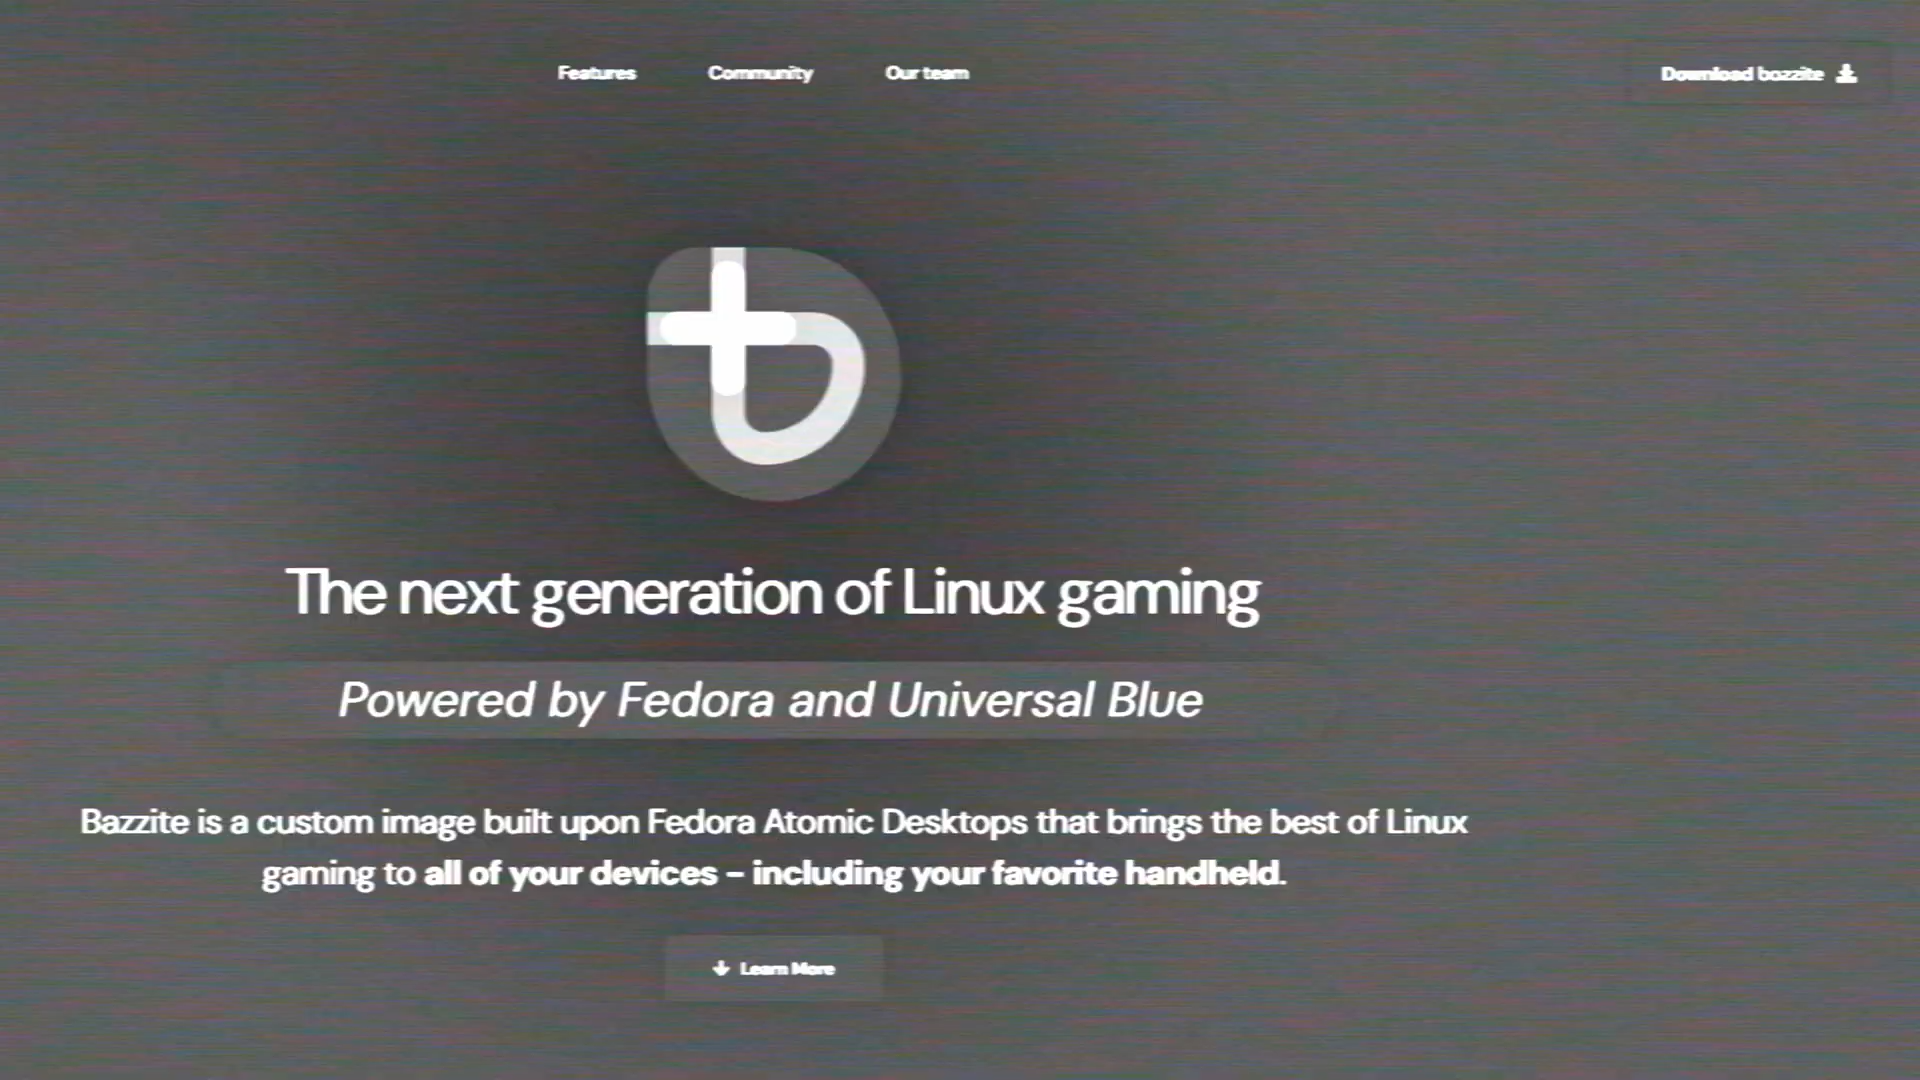 Features Community Our team Download bazzite
The next generation of Linux gaming
Powered by Fedora and Universal Blue
Bazzite is a custom image built upon Fedora Atomic Desktops that brings the best of Linux
gaming to all of your devices – including your favorite handheld.
Learn More